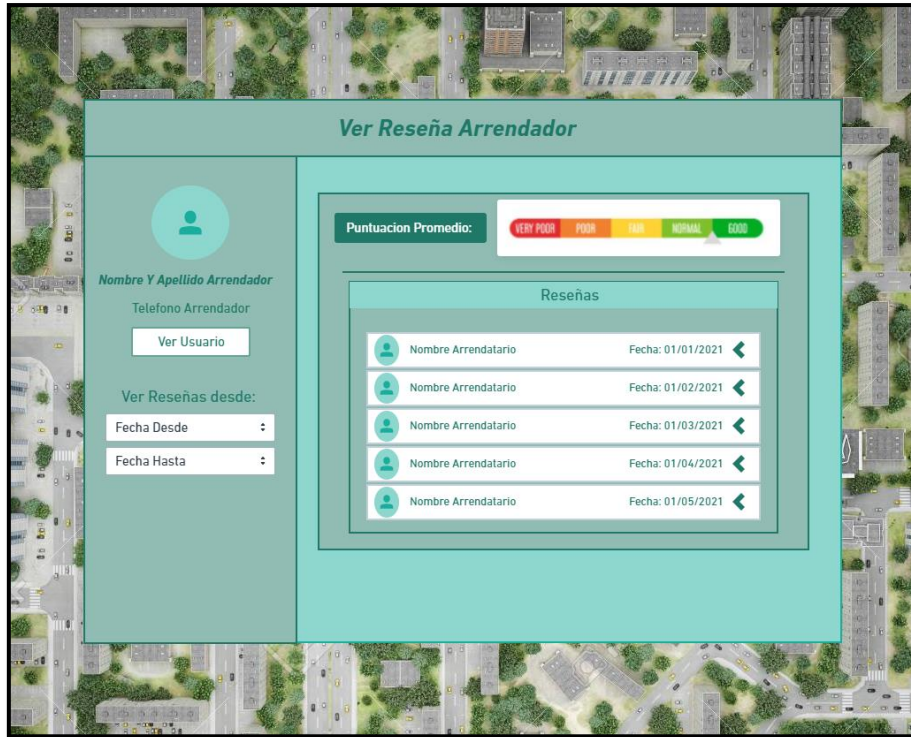 Ver Reseña Arrendador
Nombre Y Apellido Arrendador
Telefono Arrendador
Ver Usuario
Ver Reseñas desde:
Fecha Desde
Fecha Hasta
Puntuacion Promedio:
VERY POOR POOR FAIR NORMAL GOOD
Reseñas
Nombre Arrendatario Fecha: 01/01/2021
Nombre Arrendatario Fecha: 01/02/2021
Nombre Arrendatario Fecha: 01/03/2021
Nombre Arrendatario Fecha: 01/04/2021
Nombre Arrendatario Fecha: 01/05/2021